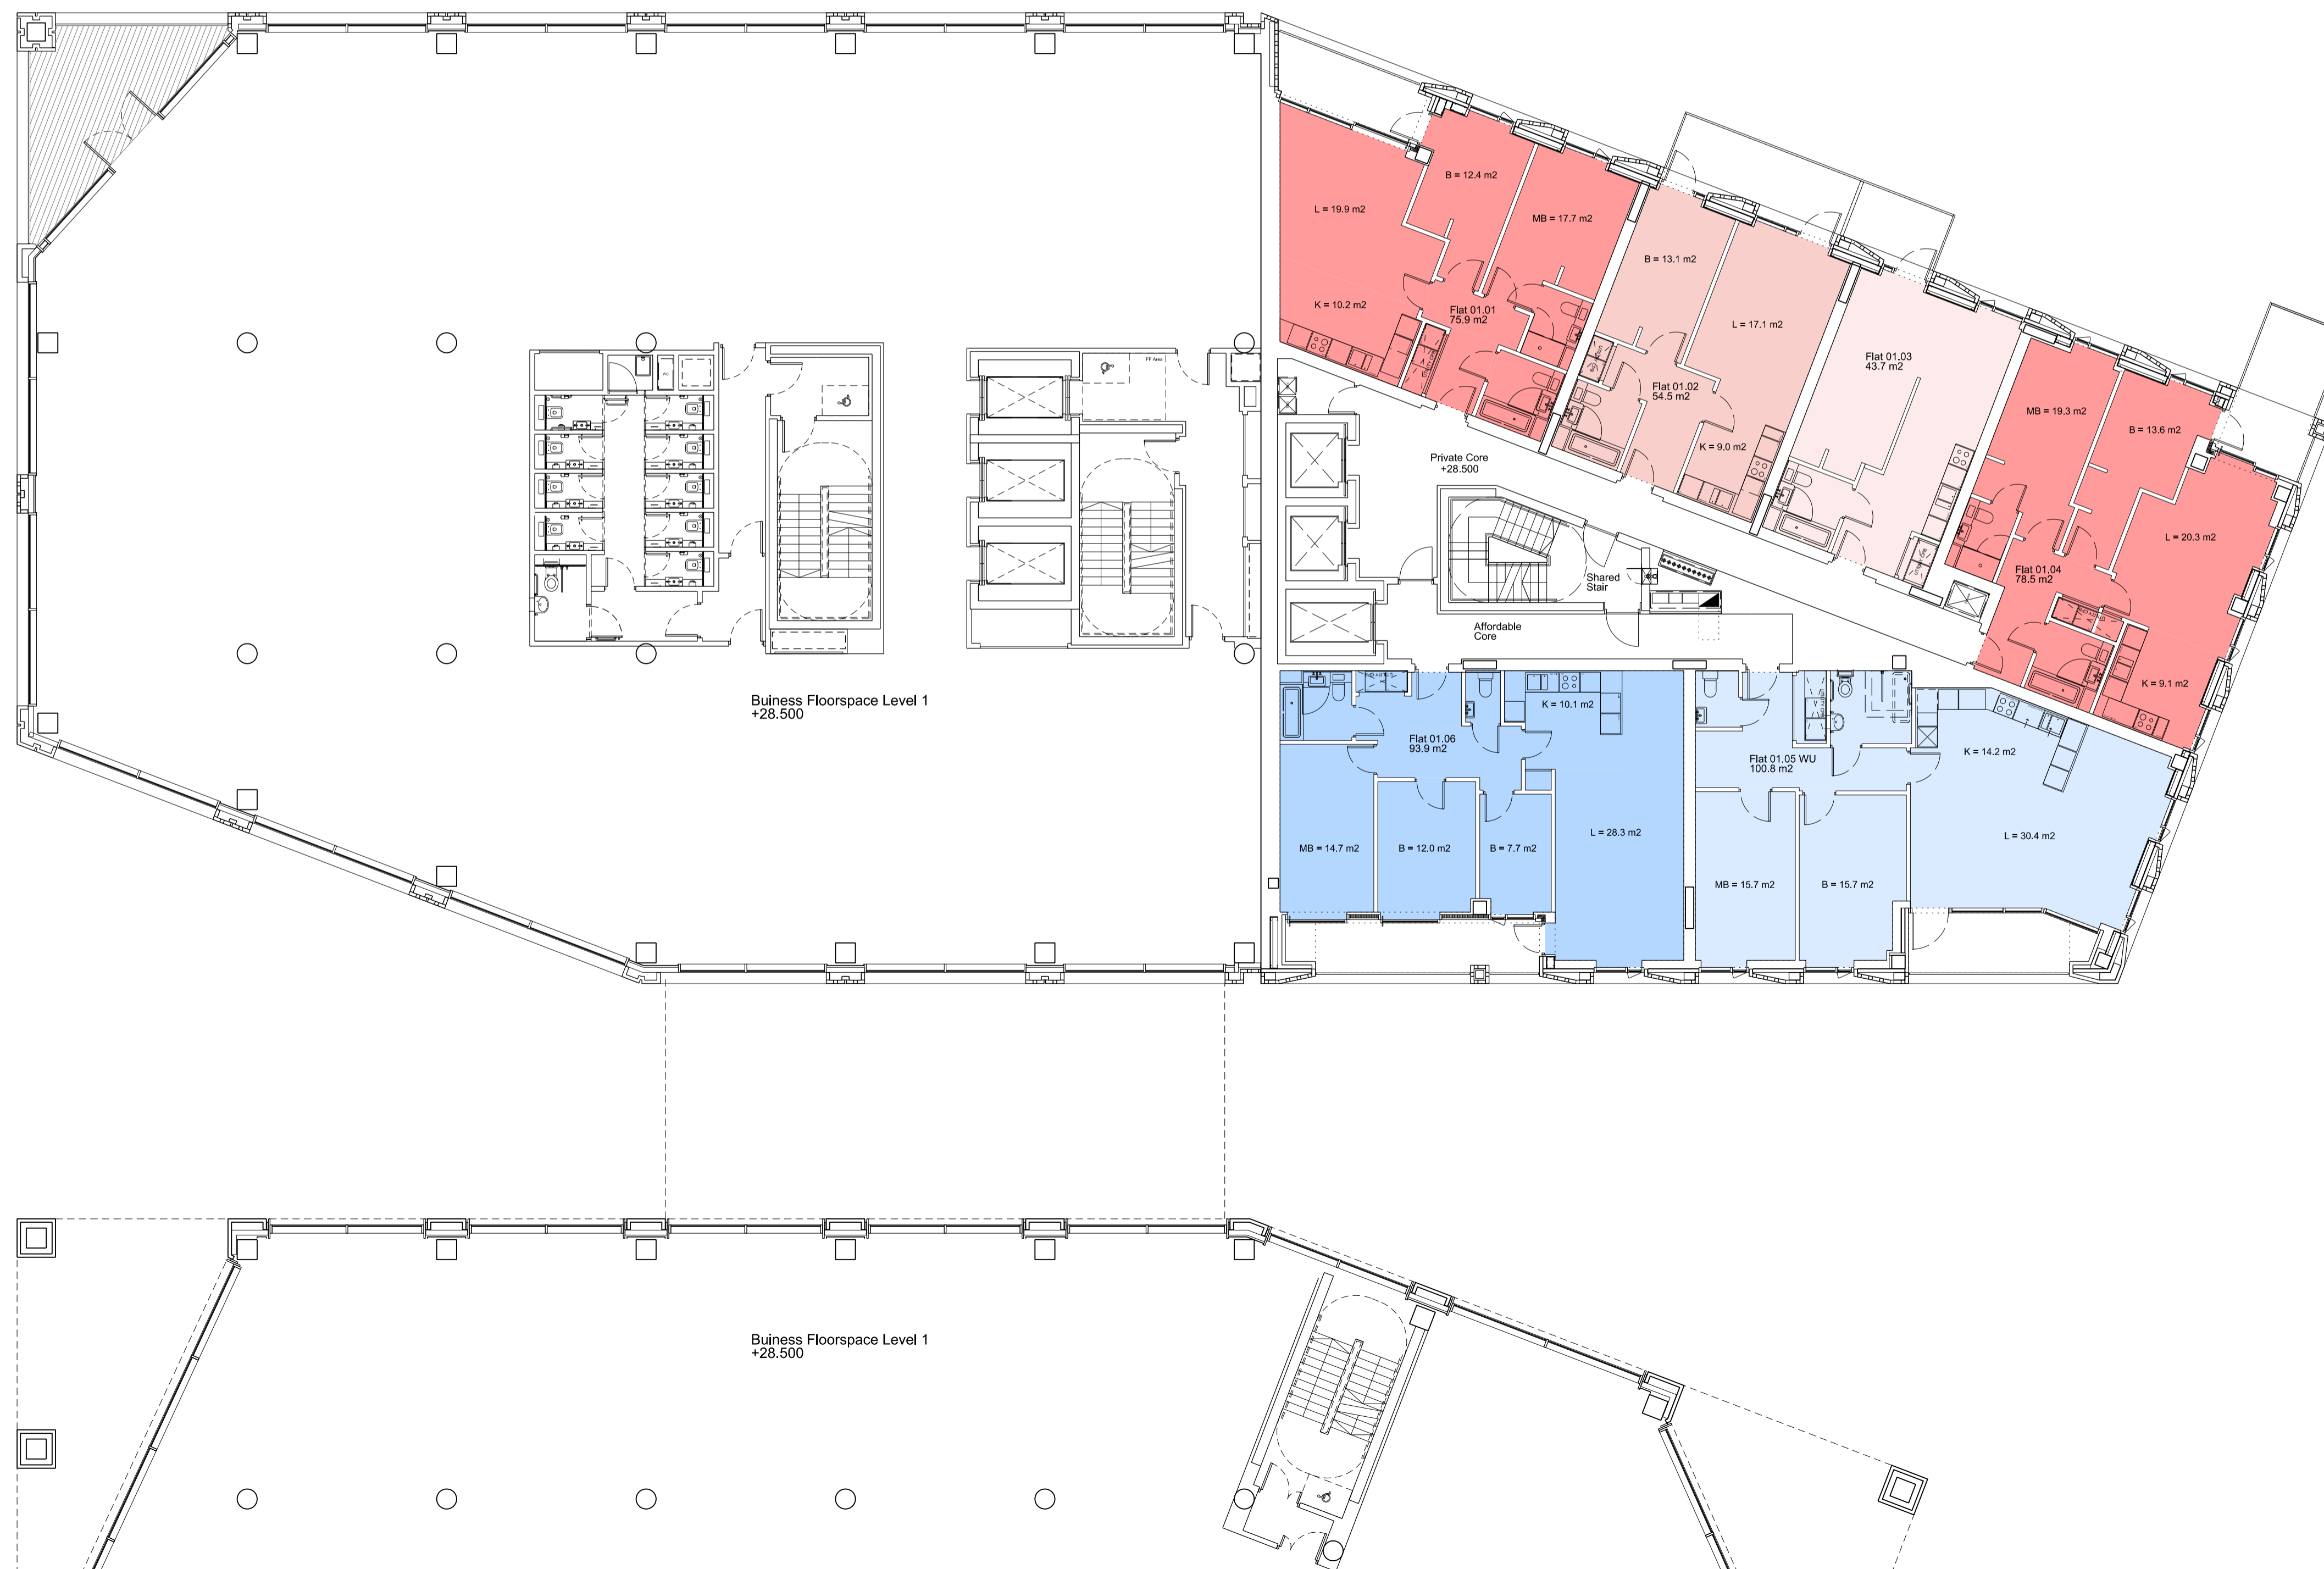 B = 12.4 m2
L = 19.9 m2
MB = 17.7 m2
K = 10.2 m2
Flat 01.01
75.9 m2
B = 13.1 m2
L = 17.1 m2
Flat 01.02
54.5 m2
K = 9.0 m2
Flat 01.03
43.7 m2
MB = 19.3 m2
B = 13.6 m2
L = 20.3 m2
Flat 01.04
78.5 m2
K = 9.1 m2
FF Area
Private Core
+28.500
Shared
Stair
Affordable
Core
Buiness Floorspace Level 1
+28.500
K = 10.1 m2
Flat 01.06
93.9 m2
L = 28.3 m2
MB = 14.7 m2
B = 12.0 m2
B = 7.7 m2
Flat 01.05 WU
100.8 m2
K = 14.2 m2
L = 30.4 m2
MB = 15.7 m2
B = 15.7 m2
Buiness Floorspace Level 1
+28.500